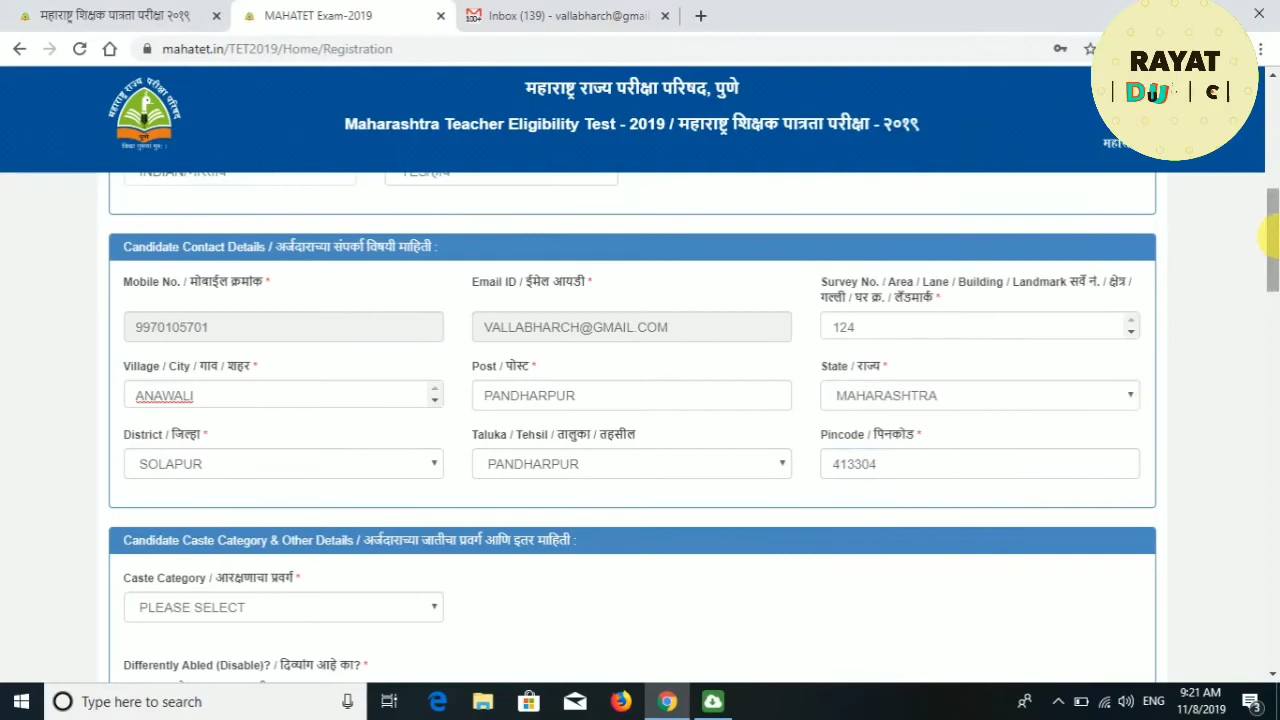 महाराष्ट्र शिक्षक पात्रता परीक्षा २०१९
MAHATET Exam-2019
Inbox (139) - vallabharch@gmai
mahatet.in/TET2019/Home/Registration
RAYAT
महाराष्ट्र राज्य परीक्षा परिषद, पुणे
Maharashtra Teacher Eligibility Test - 2019 / महाराष्ट्र शिक्षक पात्रता परीक्षा - २०१९
INDIAN/भारतीय
YES/होय
Candidate Contact Details / अर्जदाराच्या संपर्का विषयी माहिती :
Mobile No. / मोबाईल क्रमांक *
Email ID / ईमेल आयडी *
Survey No. / Area / Lane / Building / Landmark सर्वे नं. / क्षेत्र /
गल्ली / घर क्र. / लॅंडमार्क *
9970105701
VALLABHARCH@GMAIL.COM
124
Village / City / गाव / शहर *
Post / पोस्ट *
State / राज्य *
ANAWALI
PANDHARPUR
MAHARASHTRA
District / जिल्हा *
Taluka / Tehsil / तालुका / तहसील
Pincode / पिनकोड *
SOLAPUR
PANDHARPUR
413304
Candidate Caste Category & Other Details / अर्जदाराच्या जातीचा प्रवर्ग आणि इतर माहिती :
Caste Category / आरक्षणाचा प्रवर्ग *
PLEASE SELECT
Differently Abled (Disable)? / दिव्यांग आहे का? *
Type here to search
ENG
9:21 AM
11/8/2019
3